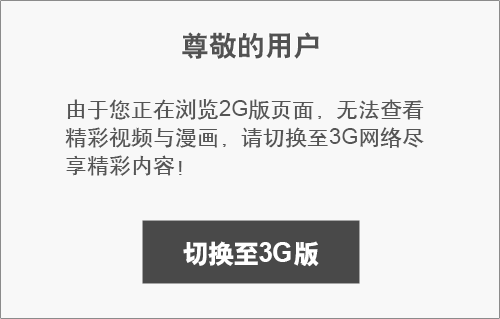 尊敬的用户
由于您正在浏览2G版页面，无法查看
精彩视频与漫画，请切换至3G网络尽
享精彩内容！
切换至3G版